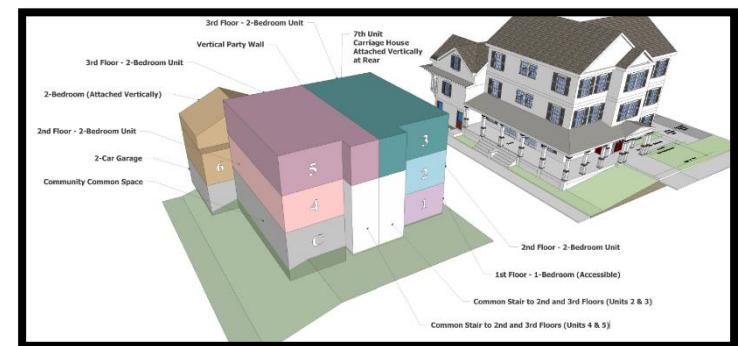 3rd Floor - 2-Bedroom Unit
7th Unit
Carriage House
Attached Vertically
at Rear
Vertical Party Wall
3rd Floor - 2-Bedroom Unit
2-Bedroom (Attached Vertically)
2nd Floor - 2-Bedroom Unit
2-Car Garage
Community Common Space
6
5
4
C
3
2
1
2nd Floor - 2-Bedroom Unit
1st Floor - 1-Bedroom (Accessible)
Common Stair to 2nd and 3rd Floors (Units 2 & 3)
Common Stair to 2nd and 3rd Floors (Units 4 & 5)